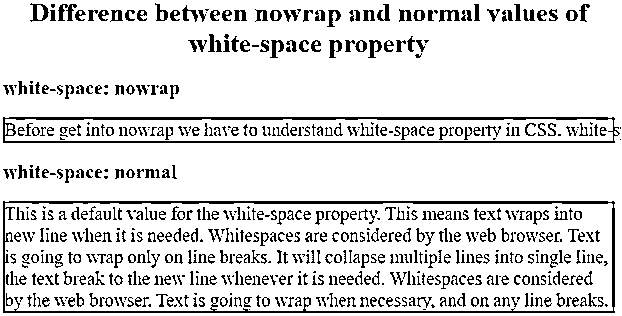 Difference between nowrap and normal values of
white-space property
white-space: nowrap
Before get into nowrap we have to understand white-space property in CSS. white-s
white-space: normal
This is a default value for the white-space property. This means text wraps into
new line when it is needed. Whitespaces are considered by the web browser. Text
is going to wrap only on line breaks. It will collapse multiple lines into single line,
the text break to the new line whenever it is needed. Whitespaces are considered
by the web browser. Text is going to wrap when necessary, and on any line breaks.